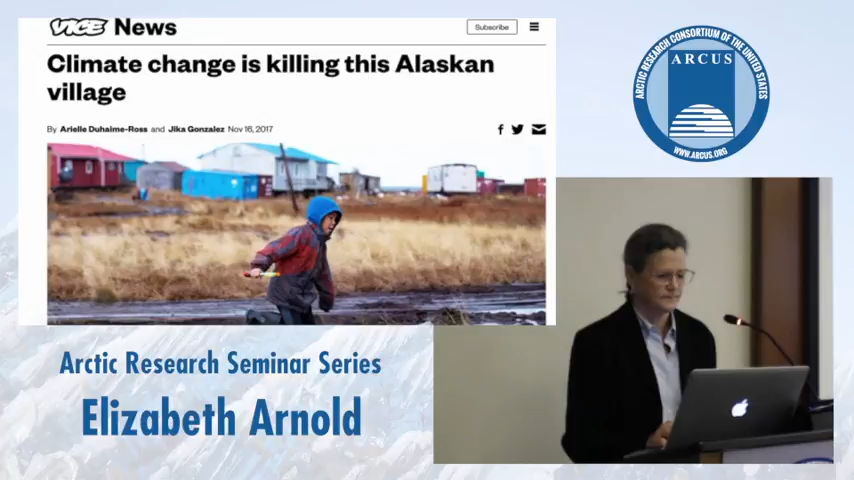 VICE News
Subscribe
Climate change is killing this Alaskan
village
By Arielle Duhaime-Ross and Jika Gonzalez Nov 16, 2017
ARCTIC RESEARCH CONSORTIUM OF THE UNITED STATES
ARCUS
WWW.ARCUS.ORG
Arctic Research Seminar Series
Elizabeth Arnold